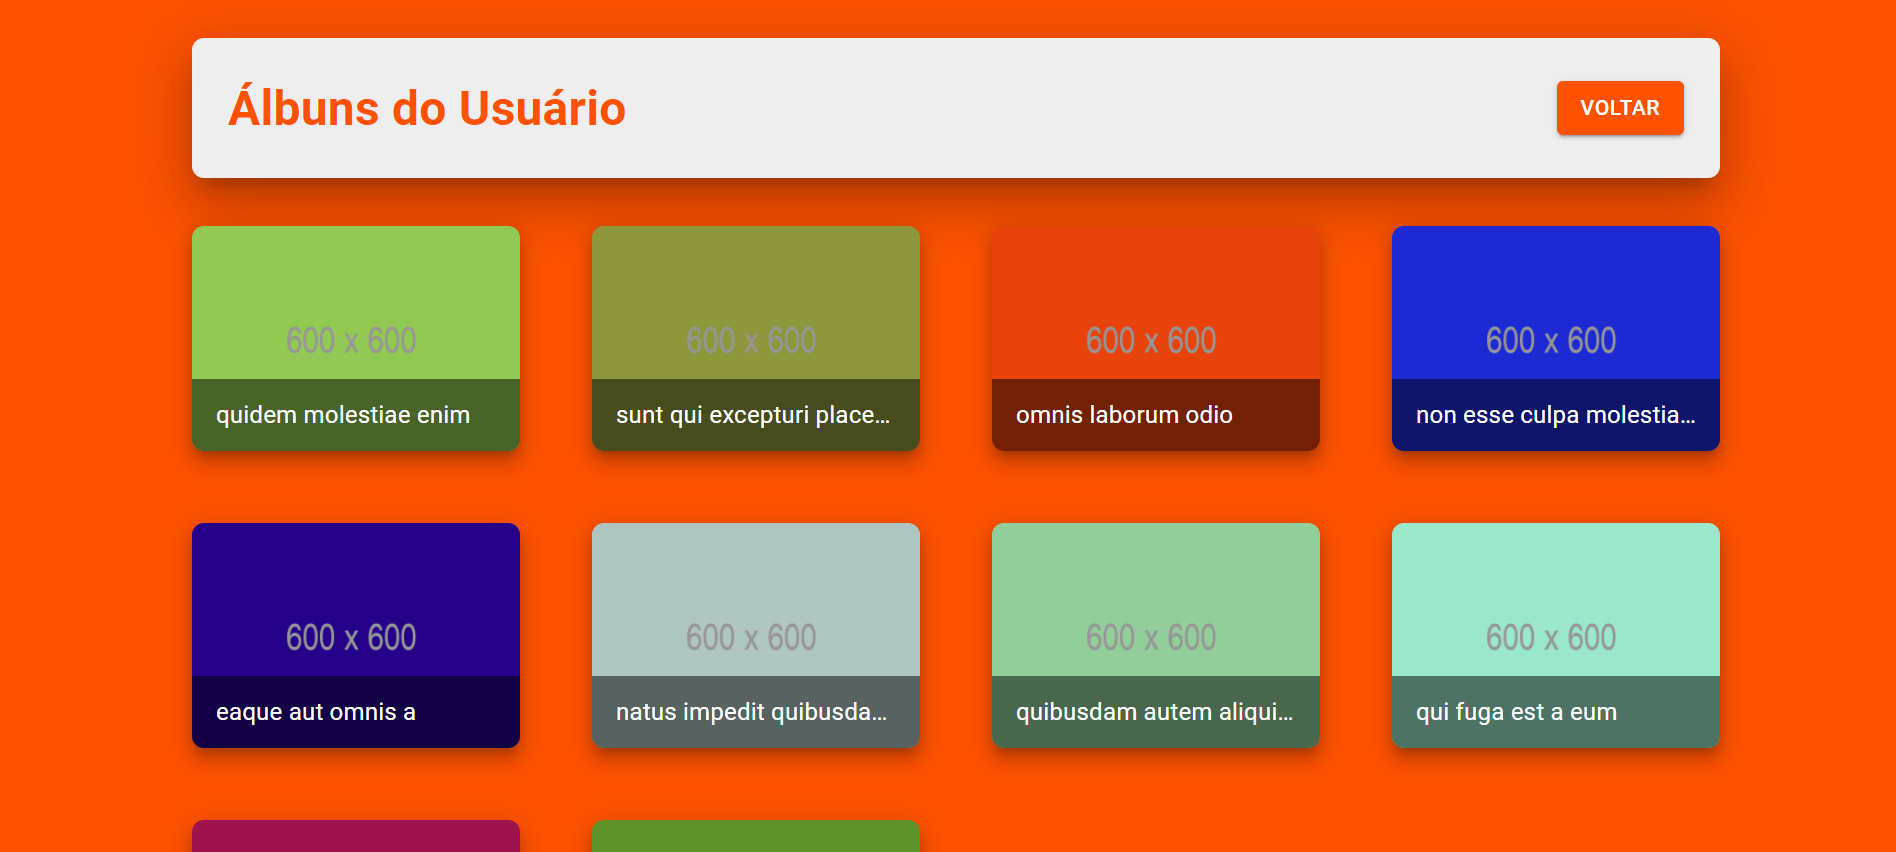 Álbuns do Usuário
VOLTAR
600 x 600
600 x 600
600 x 600
600 x 600
quidem molestiae enim
sunt qui excepturi place...
omnis laborum odio
non esse culpa molestia...
600 x 600
600 x 600
600 x 600
600 x 600
eaque aut omnis a
natus impedit quibusda...
quibusdam autem aliqui...
qui fuga est a eum